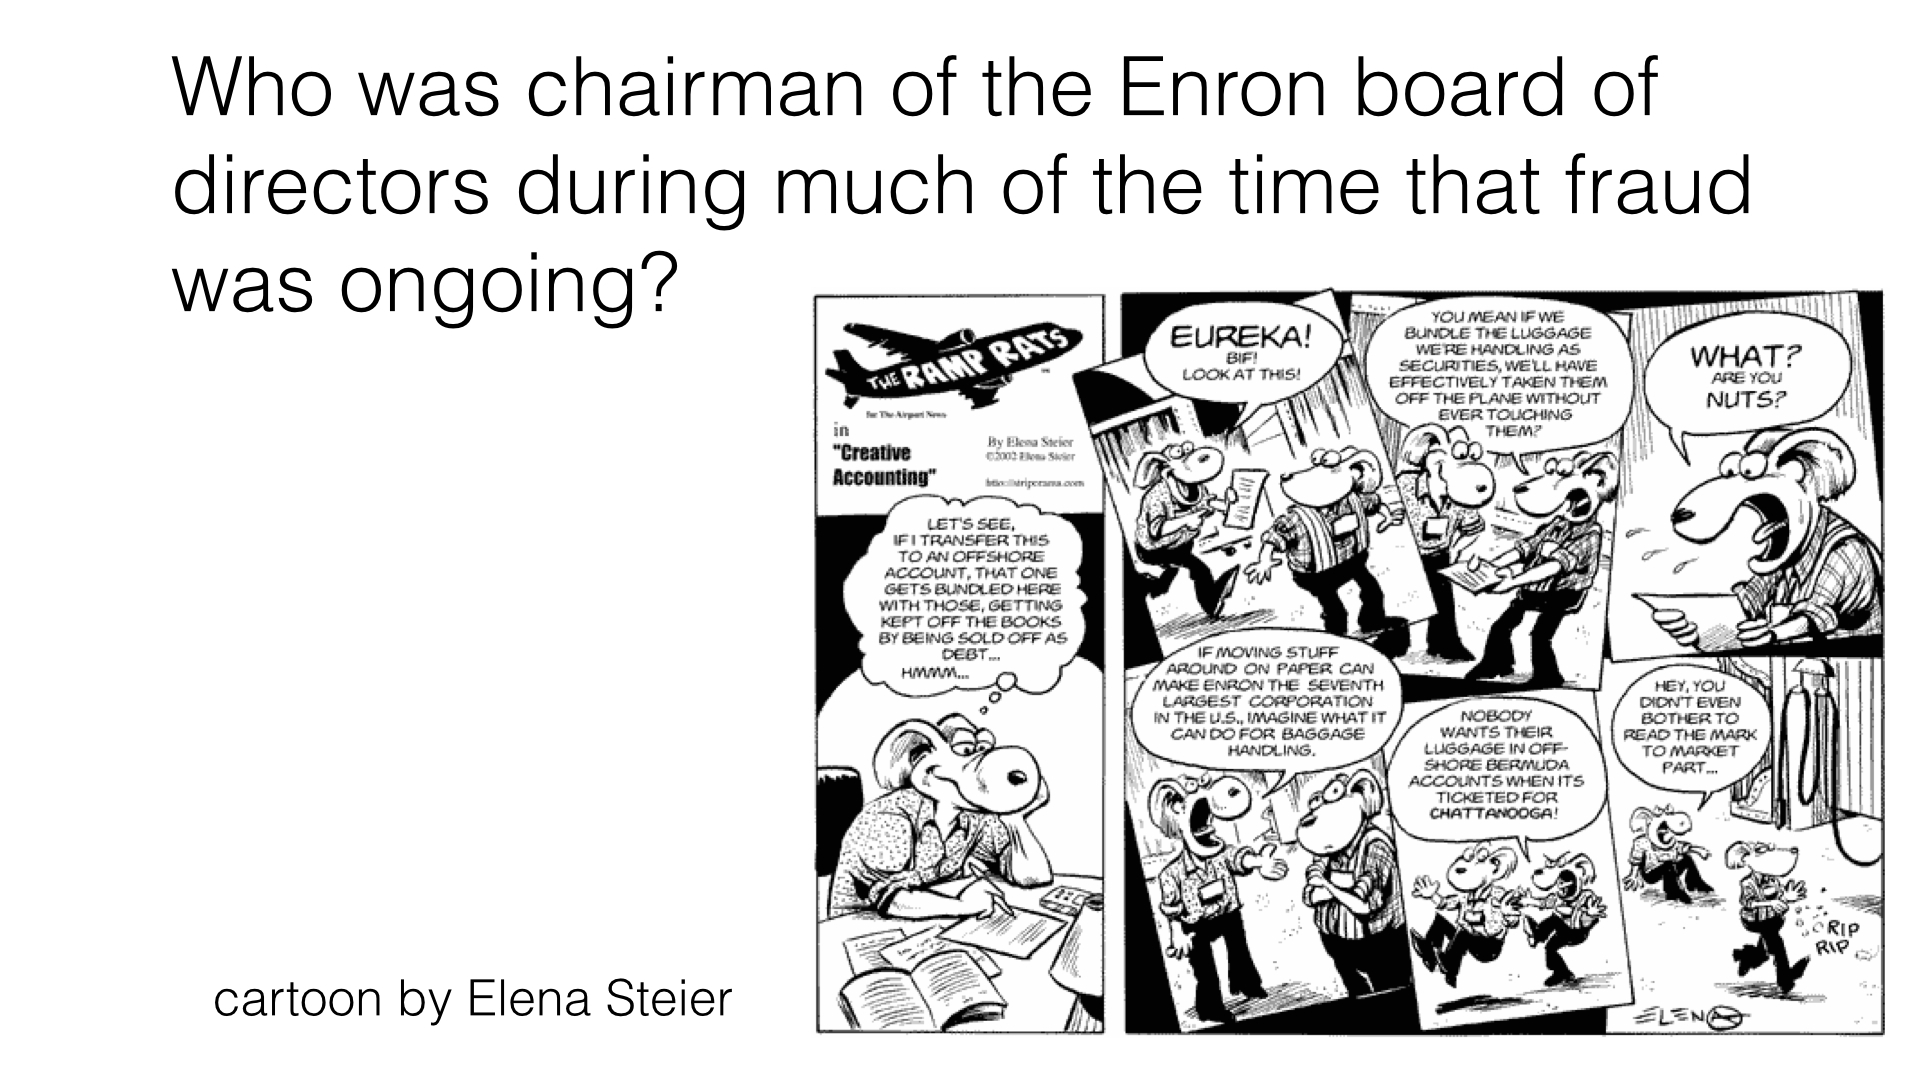 Who was chairman of the Enron board of
directors during much of the time that fraud
was ongoing?
THE RAMP RATS
for The Airport News
in
"Creative
Accounting"
By Elena Steier
©2002 Elena Steier
http://striporama.com
LET'S SEE,
IF I TRANSFER THIS
TO AN OFFSHORE
ACCOUNT, THAT ONE
GETS BUNDLED HERE
WITH THOSE, GETTING
KEPT OFF THE BOOKS
BY BEING SOLD OFF AS
DEBT...
HMMM...
EUREKA!
BIF!
LOOK AT THIS!
YOU MEAN IF WE
BUNDLE THE LUGGAGE
WE'RE HANDLING AS
SECURITIES, WE'LL HAVE
EFFECTIVELY TAKEN THEM
OFF THE PLANE WITHOUT
EVER TOUCHING
THEM?
WHAT?
ARE YOU
NUTS?
IF MOVING STUFF
AROUND ON PAPER CAN
MAKE ENRON THE SEVENTH
LARGEST CORPORATION
IN THE U.S., IMAGINE WHAT IT
CAN DO FOR BAGGAGE
HANDLING.
NOBODY
WANTS THEIR
LUGGAGE IN OFF-
SHORE BERMUDA
ACCOUNTS WHEN ITS
TICKETED FOR
CHATTANOOGA!
HEY, YOU
DIDN'T EVEN
BOTHER TO
READ THE MARK
TO MARKET
PART...
RIP
RIP
ELENA
cartoon by Elena Steier